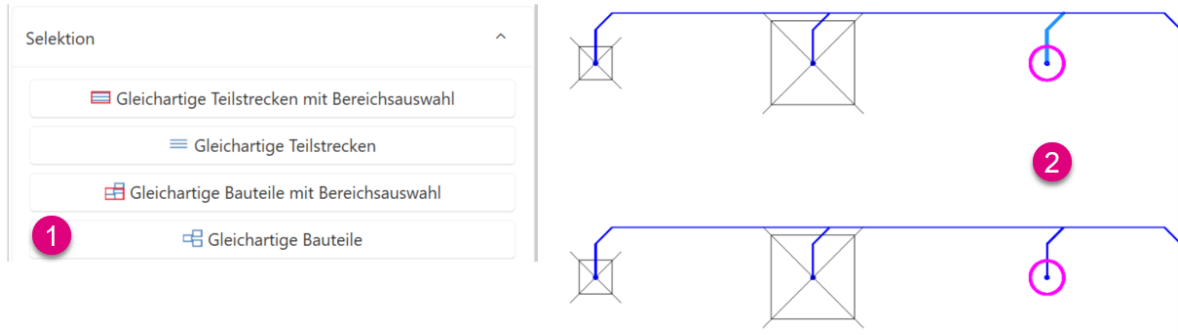 Selektion
Gleichartige Teilstrecken mit Bereichsauswahl
Gleichartige Teilstrecken
Gleichartige Bauteile mit Bereichsauswahl
1
Gleichartige Bauteile
2